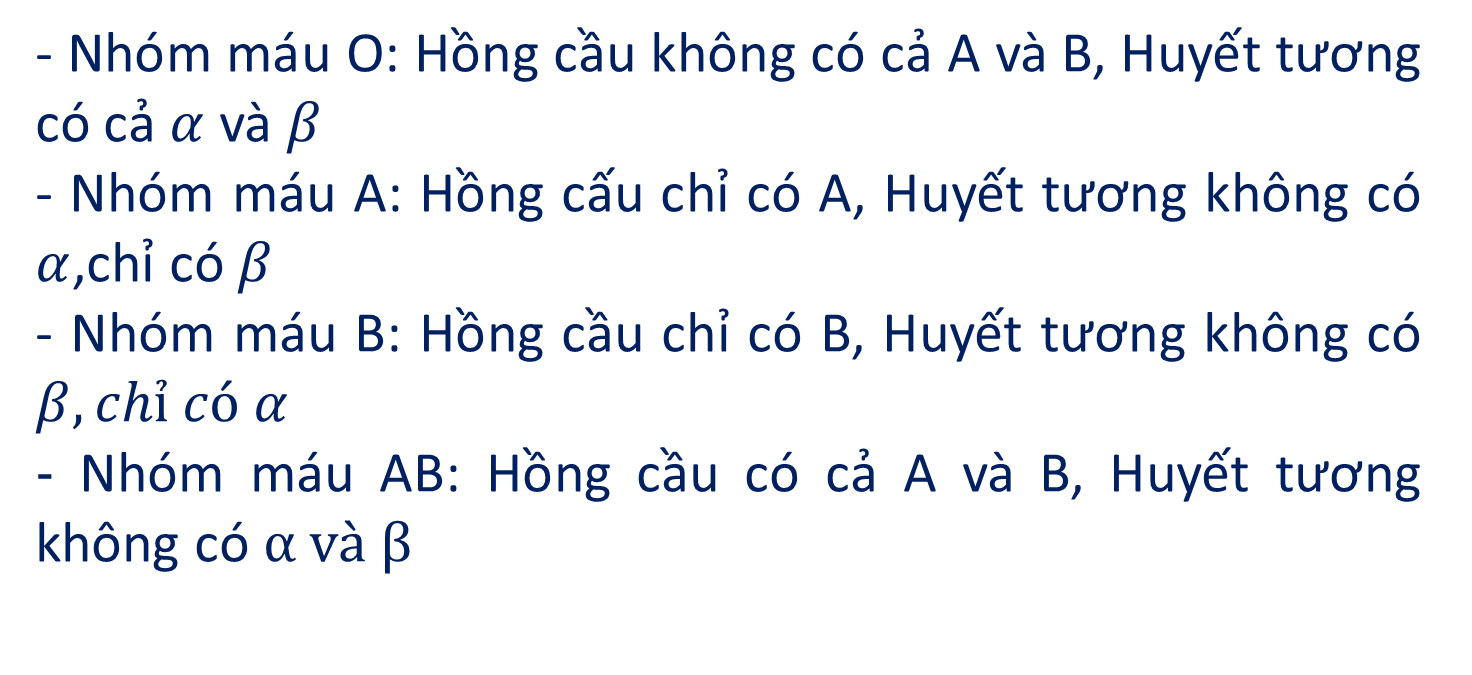 - Nhóm máu O: Hồng cầu không có cả A và B, Huyết tương
có cả 𝛼 và 𝛽
- Nhóm máu A: Hồng cấu chỉ có A, Huyết tương không có
𝛼,chỉ có 𝛽
- Nhóm máu B: Hồng cầu chỉ có B, Huyết tương không có
𝛽, chỉ có 𝛼
- Nhóm máu AB: Hồng cầu có cả A và B, Huyết tương
không có α và β